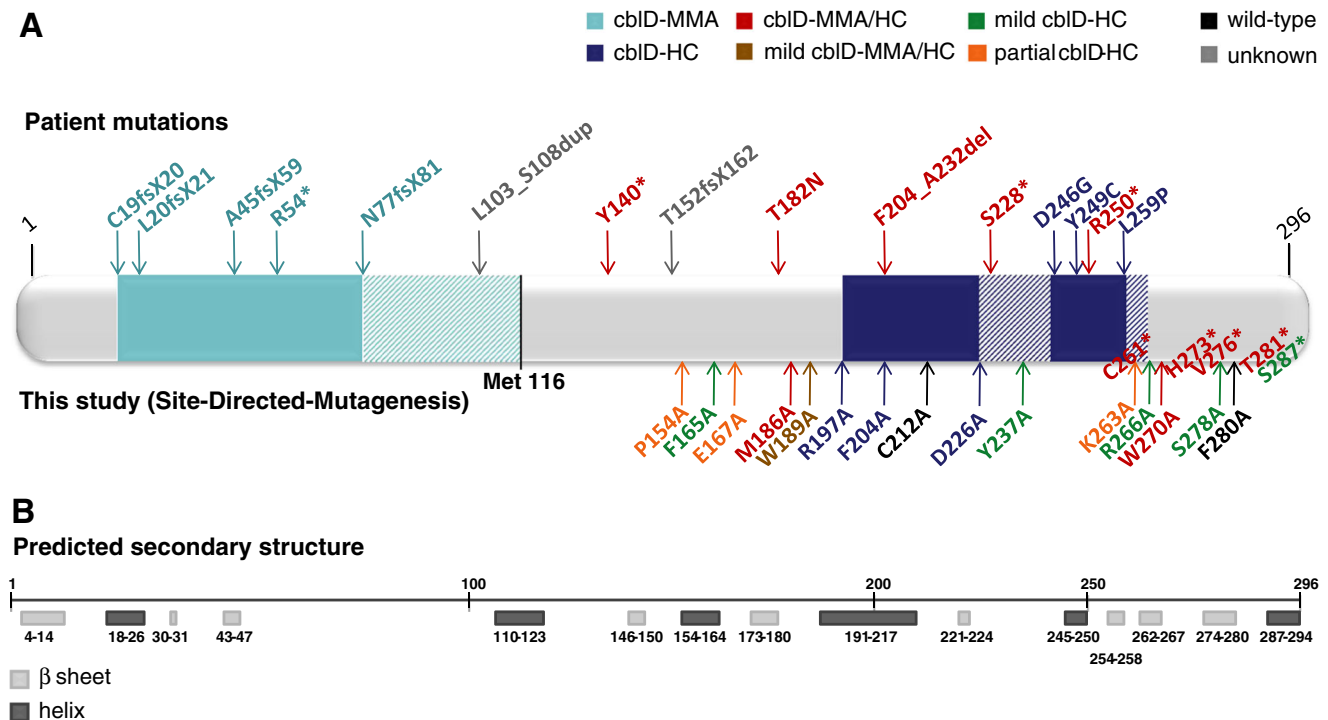 A
cblD-MMA
cblD-MMA/HC
mild cblD-HC
wild-type
cblD-HC
mild cblD-MMA/HC
partial cblD-HC
unknown
Patient mutations
1
C19fsX20
L20fsX21
A45fsX59
R54*
N77fsX81
L103_S108dup
Y140*
T152fsX162
T182N
F204_A232del
S228*
D246G
Y249C
R250*
L259P
296
Met 116
This study (Site-Directed-Mutagenesis)
C261*
H273*
V276*
T281*
S287*
P154A
F165A
E167A
M186A
W189A
R197A
F204A
C212A
D226A
Y237A
K263A
R266A
W270A
S278A
F280A
B
Predicted secondary structure
1
100
200
250
296
4-14
18-26
30-31
43-47
110-123
146-150
154-164
173-180
191-217
221-224
245-250
262-267
274-280
287-294
254-258
β sheet
helix